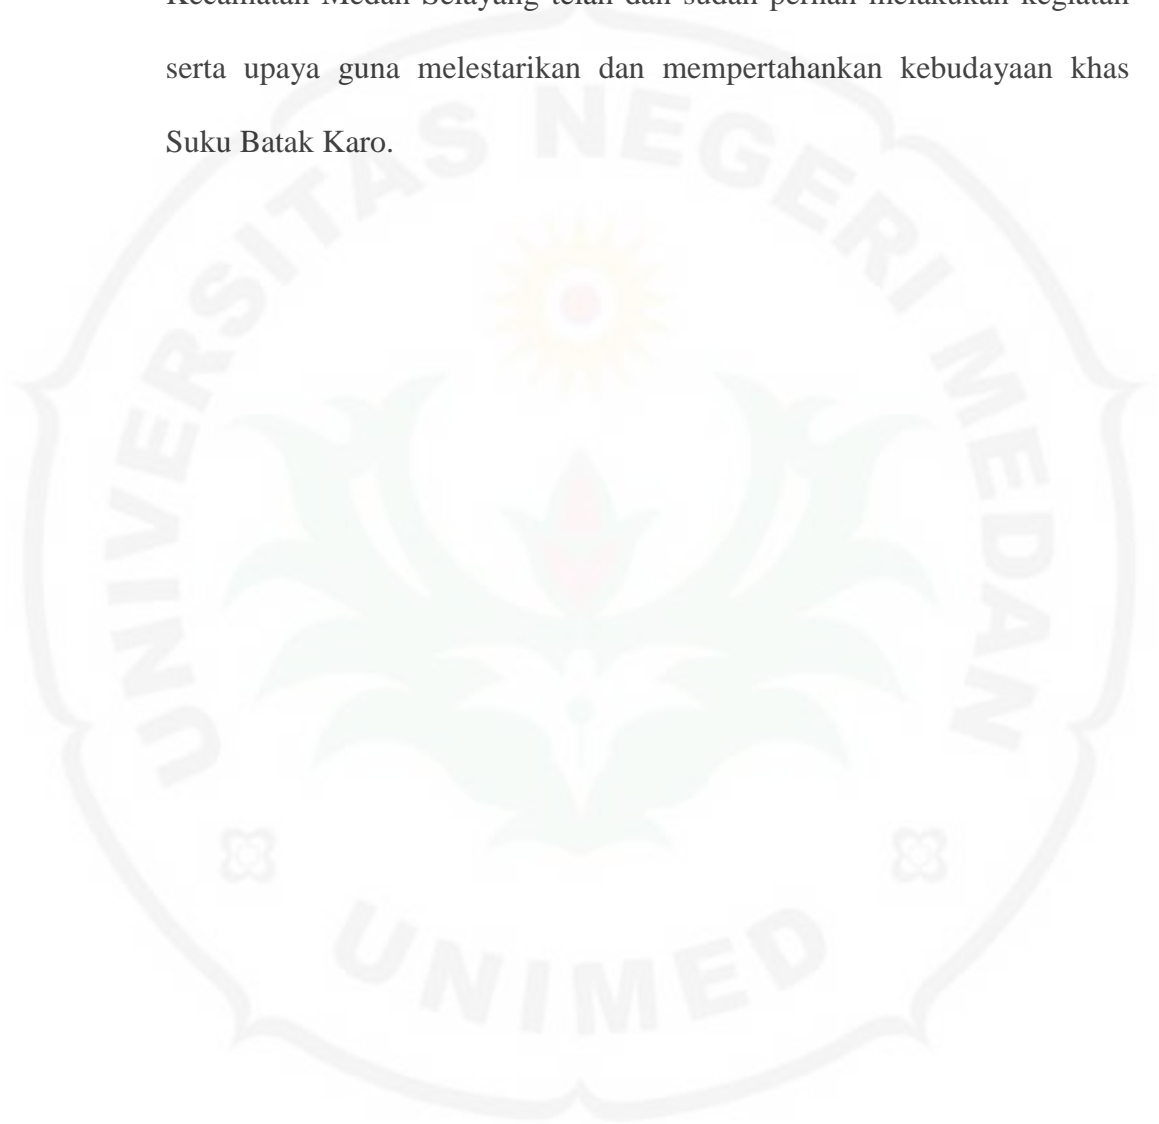 Kecamatan Medan Selayang telah dan sudah pernah melakukan kegiatan
serta upaya guna melestarikan dan mempertahankan kebudayaan khas
Suku Batak Karo.
UNIVERSITAS NEGERI MEDAN
UNIMED